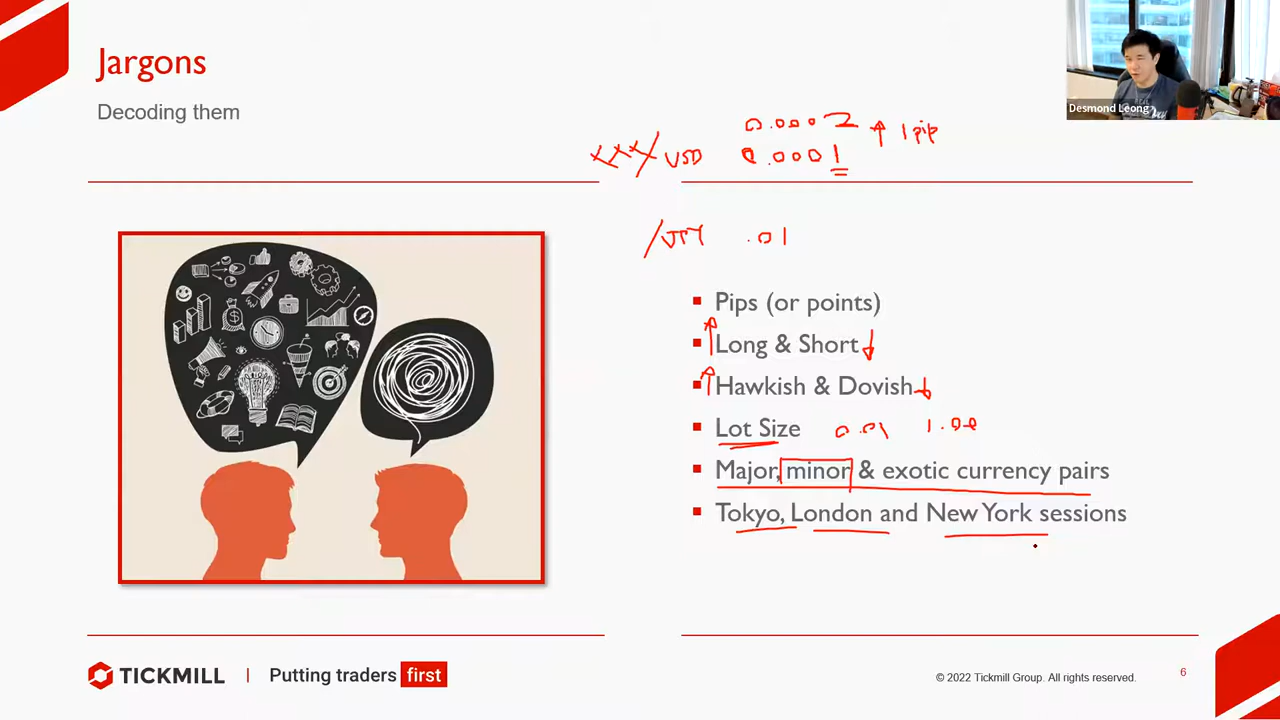 Jargons
Decoding them
Desmond Leong
0.0002 ↑ 1 pip
xxx/USD 0.0001
/JPY .01
Pips (or points)
Long & Short
Hawkish & Dovish
Lot Size 0.01 1.00
Major, minor & exotic currency pairs
Tokyo, London and New York sessions
TICKMILL | Putting traders first
© 2022 Tickmill Group. All rights reserved.
6